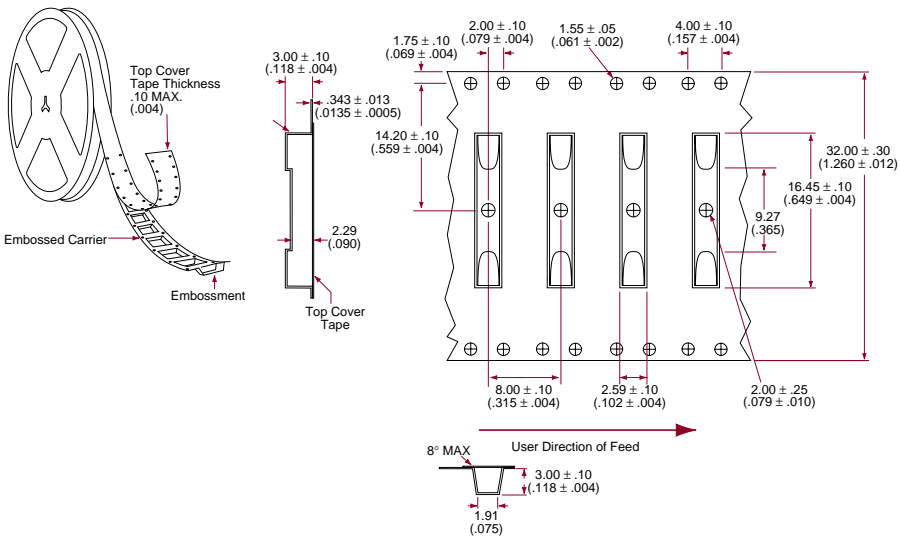 Top Cover
Tape Thickness
.10 MAX.
(.004)
Embossed Carrier
Embossment
3.00 ± .10
(.118 ± .004)
.343 ± .013
(.0135 ± .0005)
2.29
(.090)
Top Cover
Tape
1.75 ± .10
(.069 ± .004)
2.00 ± .10
(.079 ± .004)
1.55 ± .05
(.061 ± .002)
4.00 ± .10
(.157 ± .004)
14.20 ± .10
(.559 ± .004)
32.00 ± .30
(1.260 ± .012)
16.45 ± .10
(.649 ± .004)
9.27
(.365)
8.00 ± .10
(.315 ± .004)
2.59 ± .10
(.102 ± .004)
2.00 ± .25
(.079 ± .010)
User Direction of Feed
8° MAX
3.00 ± .10
(.118 ± .004)
1.91
(.075)